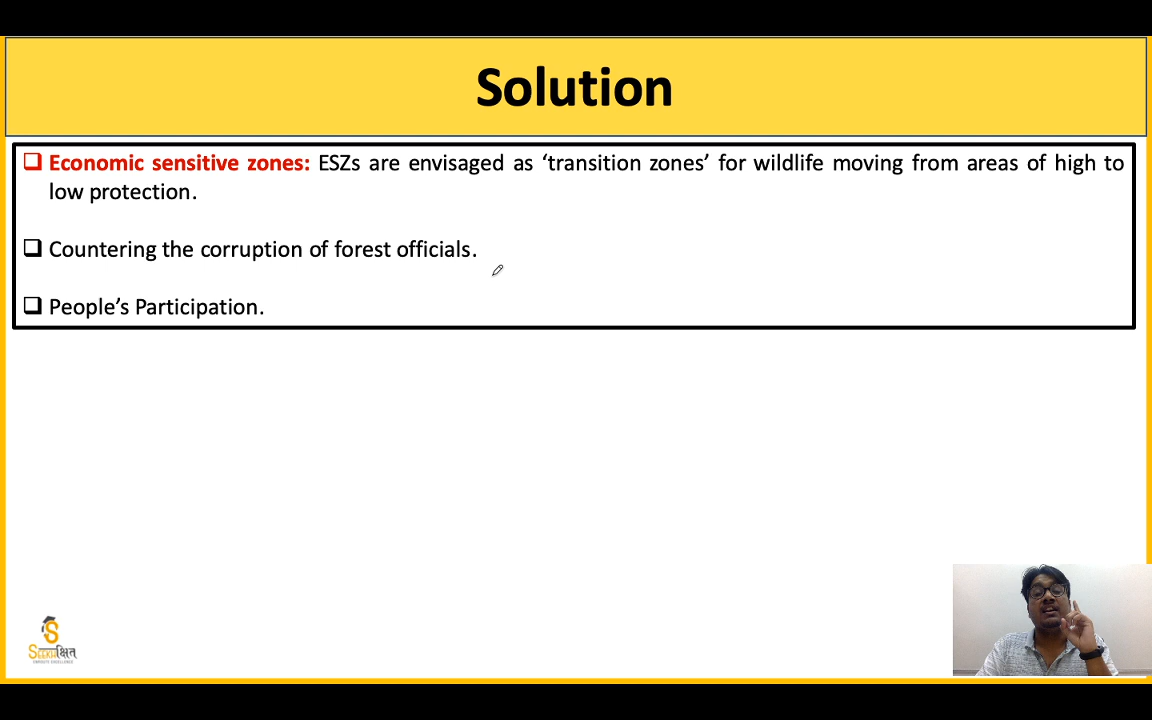 Solution
❑ Economic sensitive zones: ESZs are envisaged as ‘transition zones’ for wildlife moving from areas of high to
low protection.
❑ Countering the corruption of forest officials.
❑ People’s Participation.
S
SEEKHक्षित